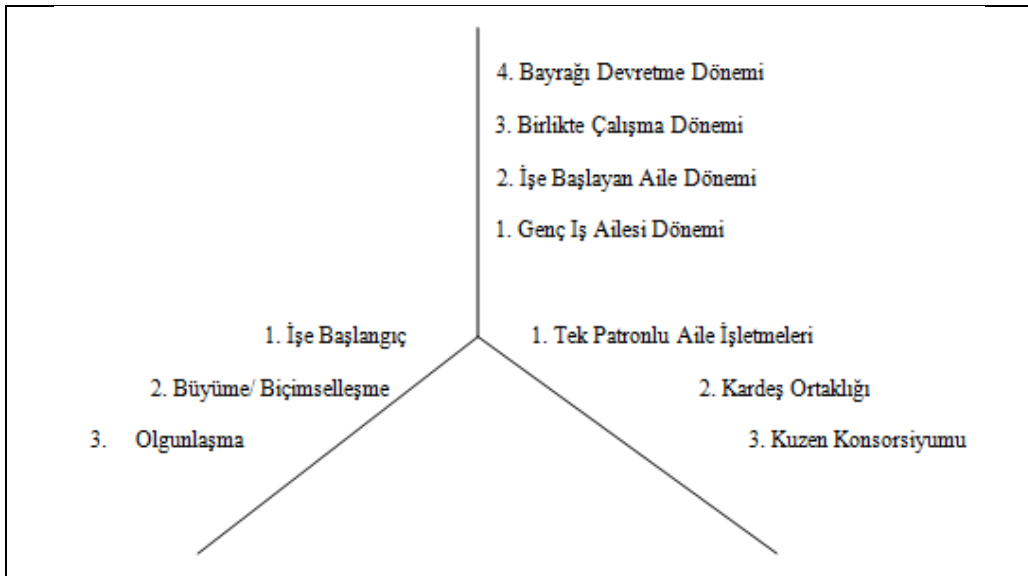 4. Bayrağı Devretme Dönemi
3. Birlikte Çalışma Dönemi
2. İşe Başlayan Aile Dönemi
1. Genç Iş Ailesi Dönemi
1. İşe Başlangıç
1. Tek Patronlu Aile İşletmeleri
2. Büyüme/ Biçimselleşme
2. Kardeş Ortaklığı
3. Olgunlaşma
3. Kuzen Konsorsiyumu